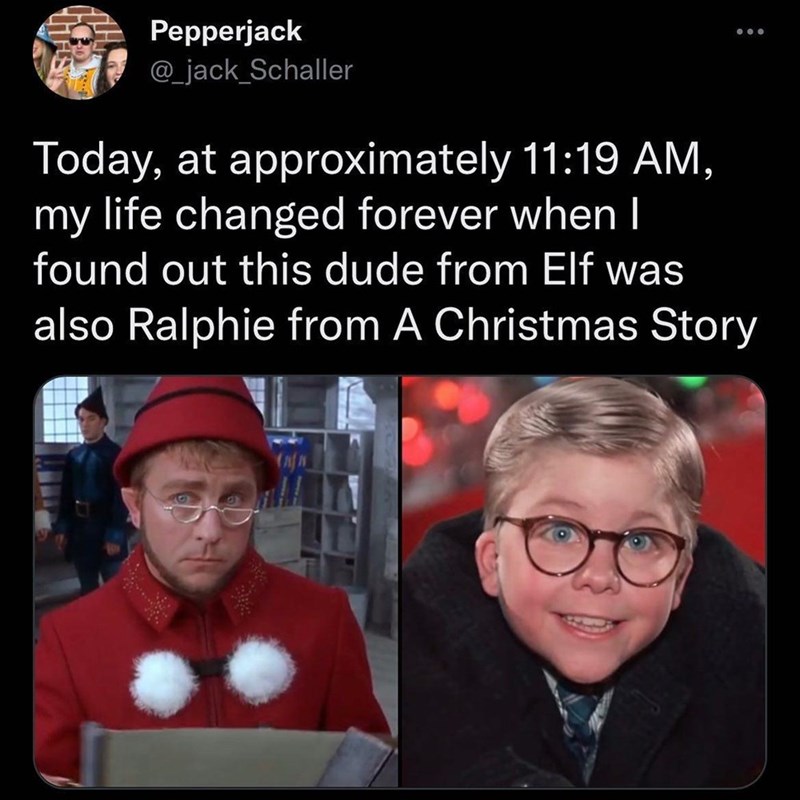 Pepperjack
@_jack_Schaller
Today, at approximately 11:19 AM,
my life changed forever when I
found out this dude from Elf was
also Ralphie from A Christmas Story